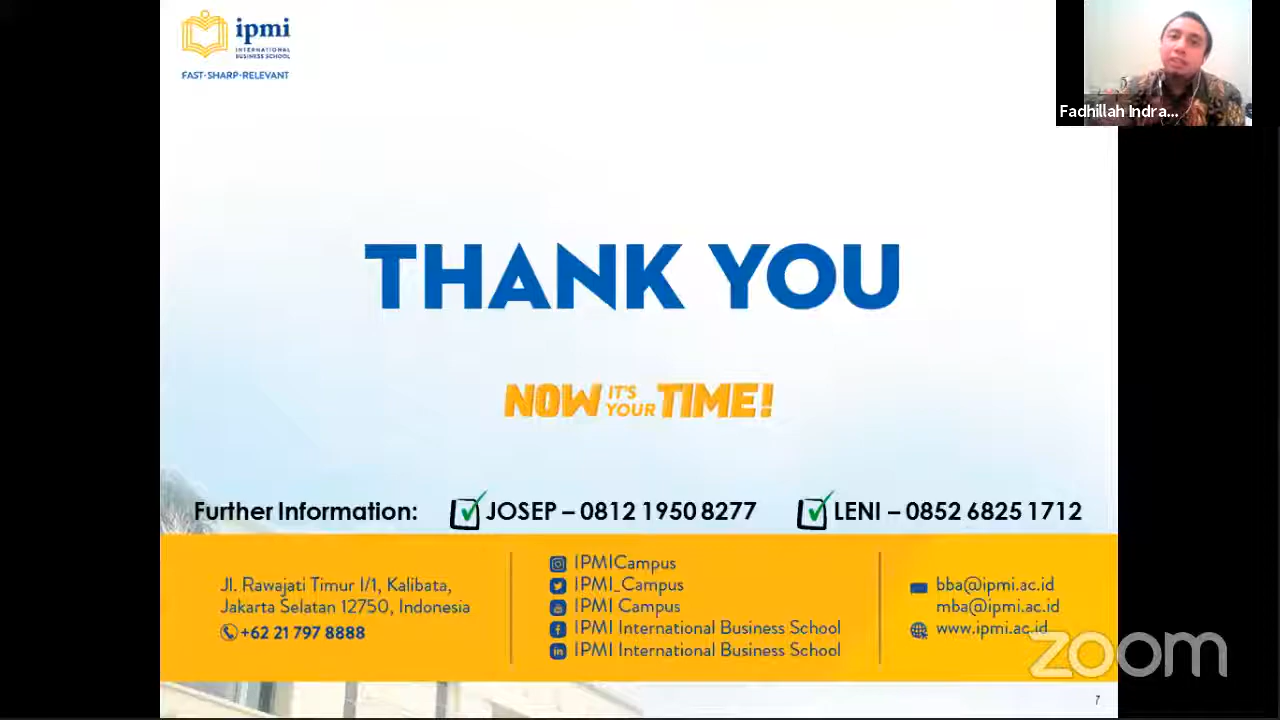 ipmi
INTERNATIONAL
BUSINESS SCHOOL
FAST-SHARP-RELEVANT
Fadhillah Indra...
THANK YOU
NOW IT'S YOUR TIME!
Further Information: JOSEP – 0812 1950 8277 LENI – 0852 6825 1712
Jl. Rawajati Timur I/1, Kalibata,
Jakarta Selatan 12750, Indonesia
+62 21 797 8888
IPMICampus
IPMI_Campus
IPMI Campus
IPMI International Business School
IPMI International Business School
bba@ipmi.ac.id
mba@ipmi.ac.id
www.ipmi.ac.id
zoom
7